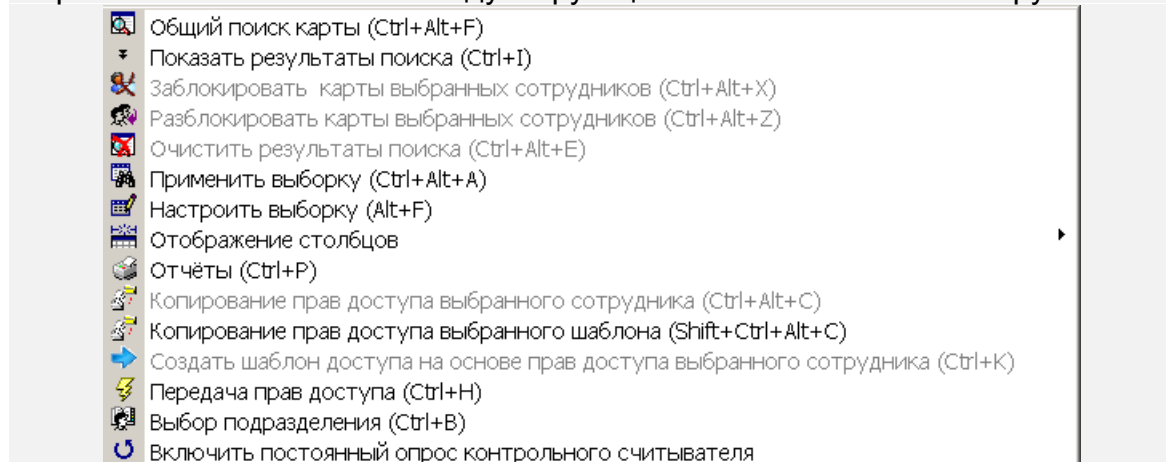 Общий поиск карты (Ctrl+Alt+F)
Показать результаты поиска (Ctrl+I)
Заблокировать карты выбранных сотрудников (Ctrl+Alt+X)
Разблокировать карты выбранных сотрудников (Ctrl+Alt+Z)
Очистить результаты поиска (Ctrl+Alt+E)
Применить выборку (Ctrl+Alt+A)
Настроить выборку (Alt+F)
Отображение столбцов
Отчёты (Ctrl+P)
Копирование прав доступа выбранного сотрудника (Ctrl+Alt+C)
Копирование прав доступа выбранного шаблона (Shift+Ctrl+Alt+C)
Создать шаблон доступа на основе прав доступа выбранного сотрудника (Ctrl+K)
Передача прав доступа (Ctrl+H)
Выбор подразделения (Ctrl+B)
Включить постоянный опрос контрольного считывателя